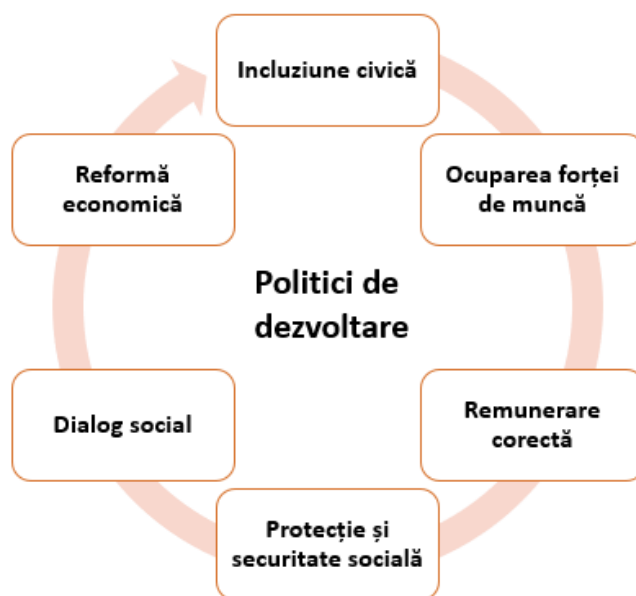 Incluziune civică
Ocuparea forței
de muncă
Remunerare
corectă
Protecție și
securitate socială
Dialog social
Reformă
economică
Politici de
dezvoltare